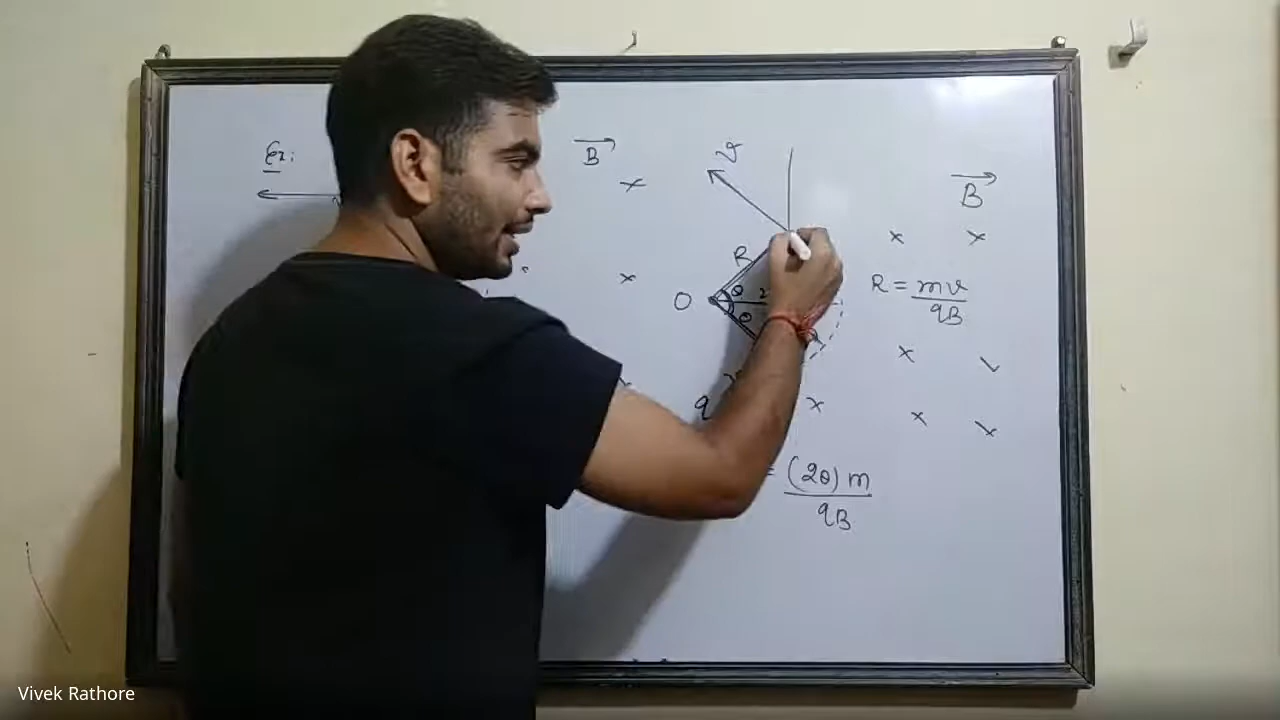 Ex:
B
v
B
R
R = mv
qB
O
θ
θ
q
= (2θ) m
qB
Vivek Rathore